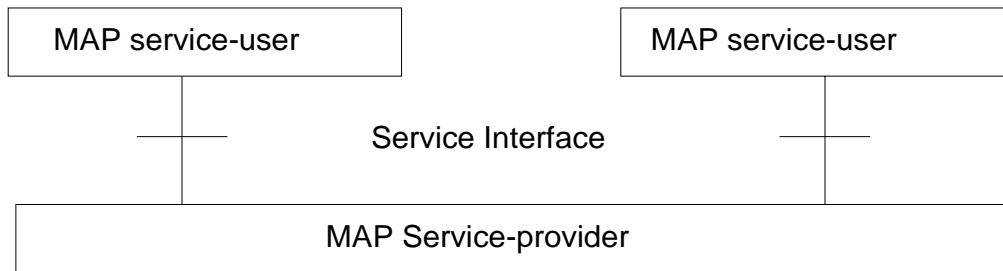 MAP service-user
MAP service-user
Service Interface
MAP Service-provider